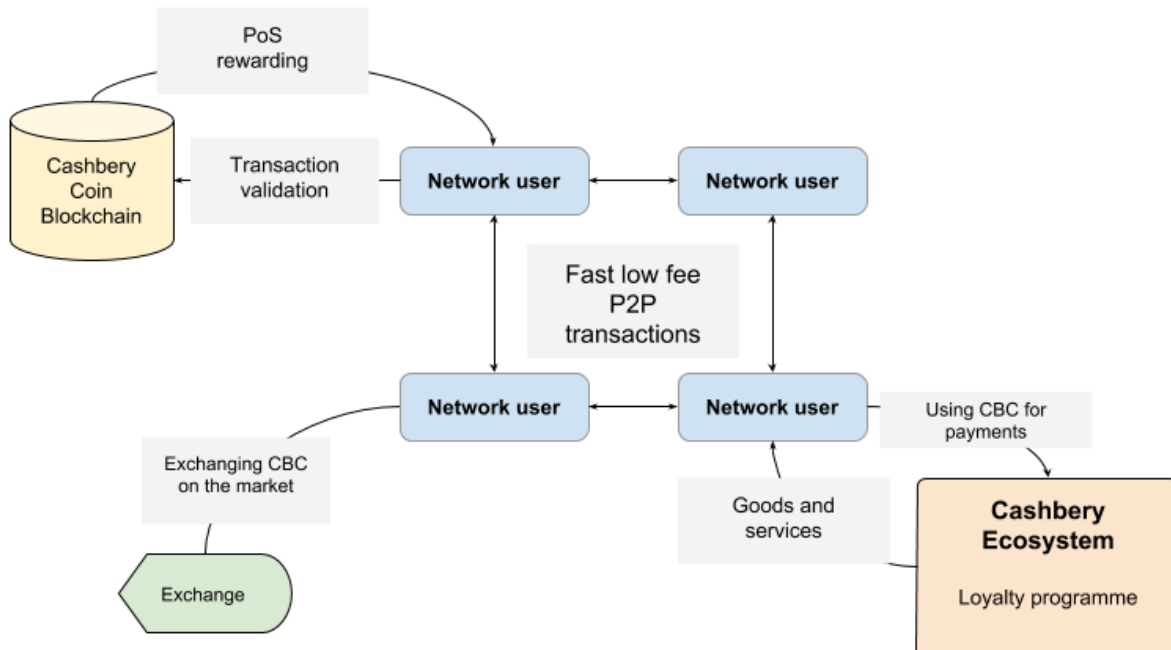 PoS
rewarding
Cashbery
Coin
Blockchain
Transaction
validation
Network user
Network user
Fast low fee
P2P
transactions
Network user
Network user
Using CBC for
payments
Exchanging CBC
on the market
Goods and
services
Cashbery
Ecosystem
Loyalty programme
Exchange